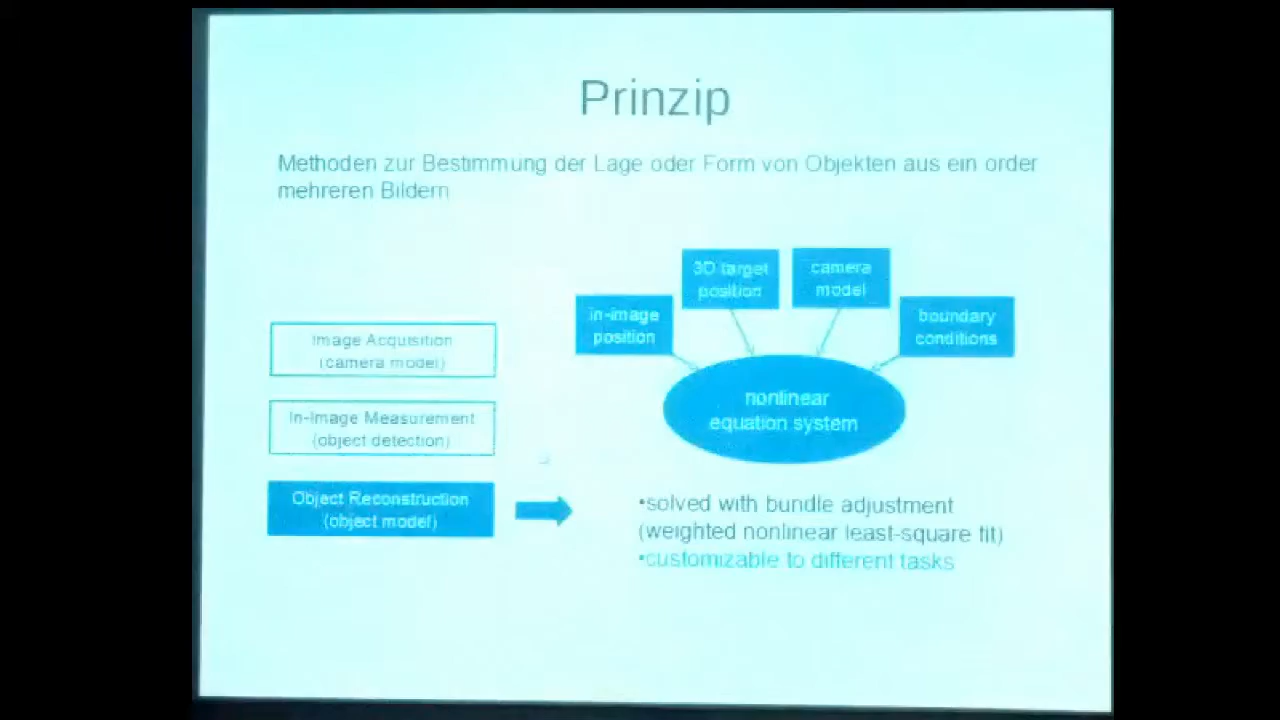 Prinzip
Methoden zur Bestimmung der Lage oder Form von Objekten aus ein order
mehreren Bildern
3D target
position
camera
model
in-image
position
boundary
conditions
Image Acquisition
(camera model)
nonlinear
equation system
In-Image Measurement
(object detection)
Object Reconstruction
(object model)
•solved with bundle adjustment
(weighted nonlinear least-square fit)
•customizable to different tasks